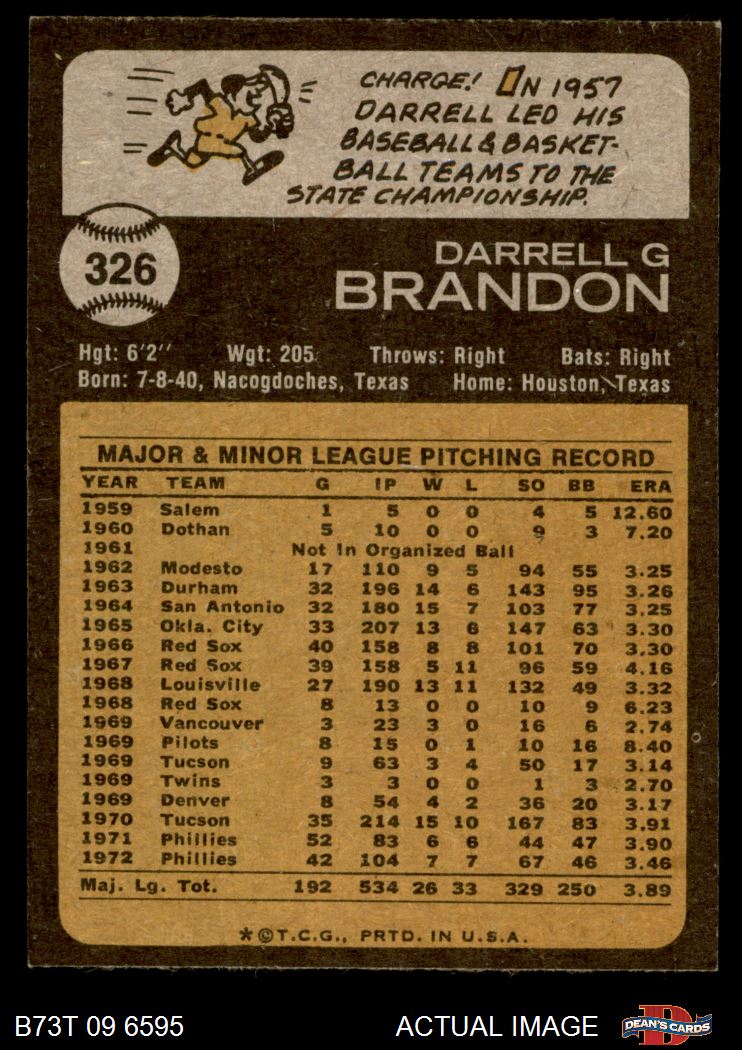 CHARGE! IN 1957
DARRELL LED HIS
BASEBALL & BASKET-
BALL TEAMS TO THE
STATE CHAMPIONSHIP.
326
DARRELL G
BRANDON
Hgt: 6'2'' Wgt: 205 Throws: Right Bats: Right
Born: 7-8-40, Nacogdoches, Texas Home: Houston, Texas
MAJOR & MINOR LEAGUE PITCHING RECORD
YEAR TEAM G IP W L SO BB ERA
1959 Salem 1 5 0 0 4 5 12.60
1960 Dothan 5 10 0 0 9 3 7.20
1961 Not In Organized Ball
1962 Modesto 17 110 9 5 94 55 3.25
1963 Durham 32 196 14 6 143 95 3.26
1964 San Antonio 32 180 15 7 103 77 3.25
1965 Okla. City 33 207 13 6 147 63 3.30
1966 Red Sox 40 158 8 8 101 70 3.30
1967 Red Sox 39 158 5 11 96 59 4.16
1968 Louisville 27 190 13 11 132 49 3.32
1968 Red Sox 8 13 0 0 10 9 6.23
1969 Vancouver 3 23 3 0 16 6 2.74
1969 Pilots 8 15 0 1 10 16 8.40
1969 Tucson 9 63 3 4 50 17 3.14
1969 Twins 3 3 0 0 1 3 2.70
1969 Denver 8 54 4 2 36 20 3.17
1970 Tucson 35 214 15 10 167 83 3.91
1971 Phillies 52 83 6 6 44 47 3.90
1972 Phillies 42 104 7 7 67 46 3.46
Maj. Lg. Tot. 192 534 26 33 329 250 3.89
*©T.C.G., PRTD. IN U.S.A.
B73T 09 6595 ACTUAL IMAGE D DEAN'S CARDS